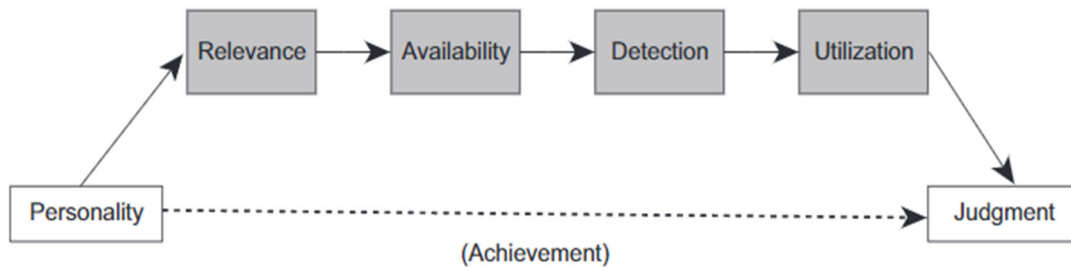 Relevance
Availability
Detection
Utilization
Personality
Judgment
(Achievement)